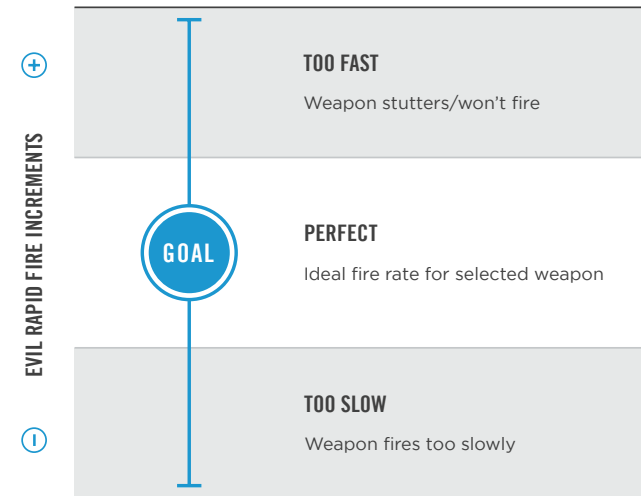 EVIL RAPID FIRE INCREMENTS
TOO FAST
Weapon stutters/won’t fire
GOAL
PERFECT
Ideal fire rate for selected weapon
TOO SLOW
Weapon fires too slowly